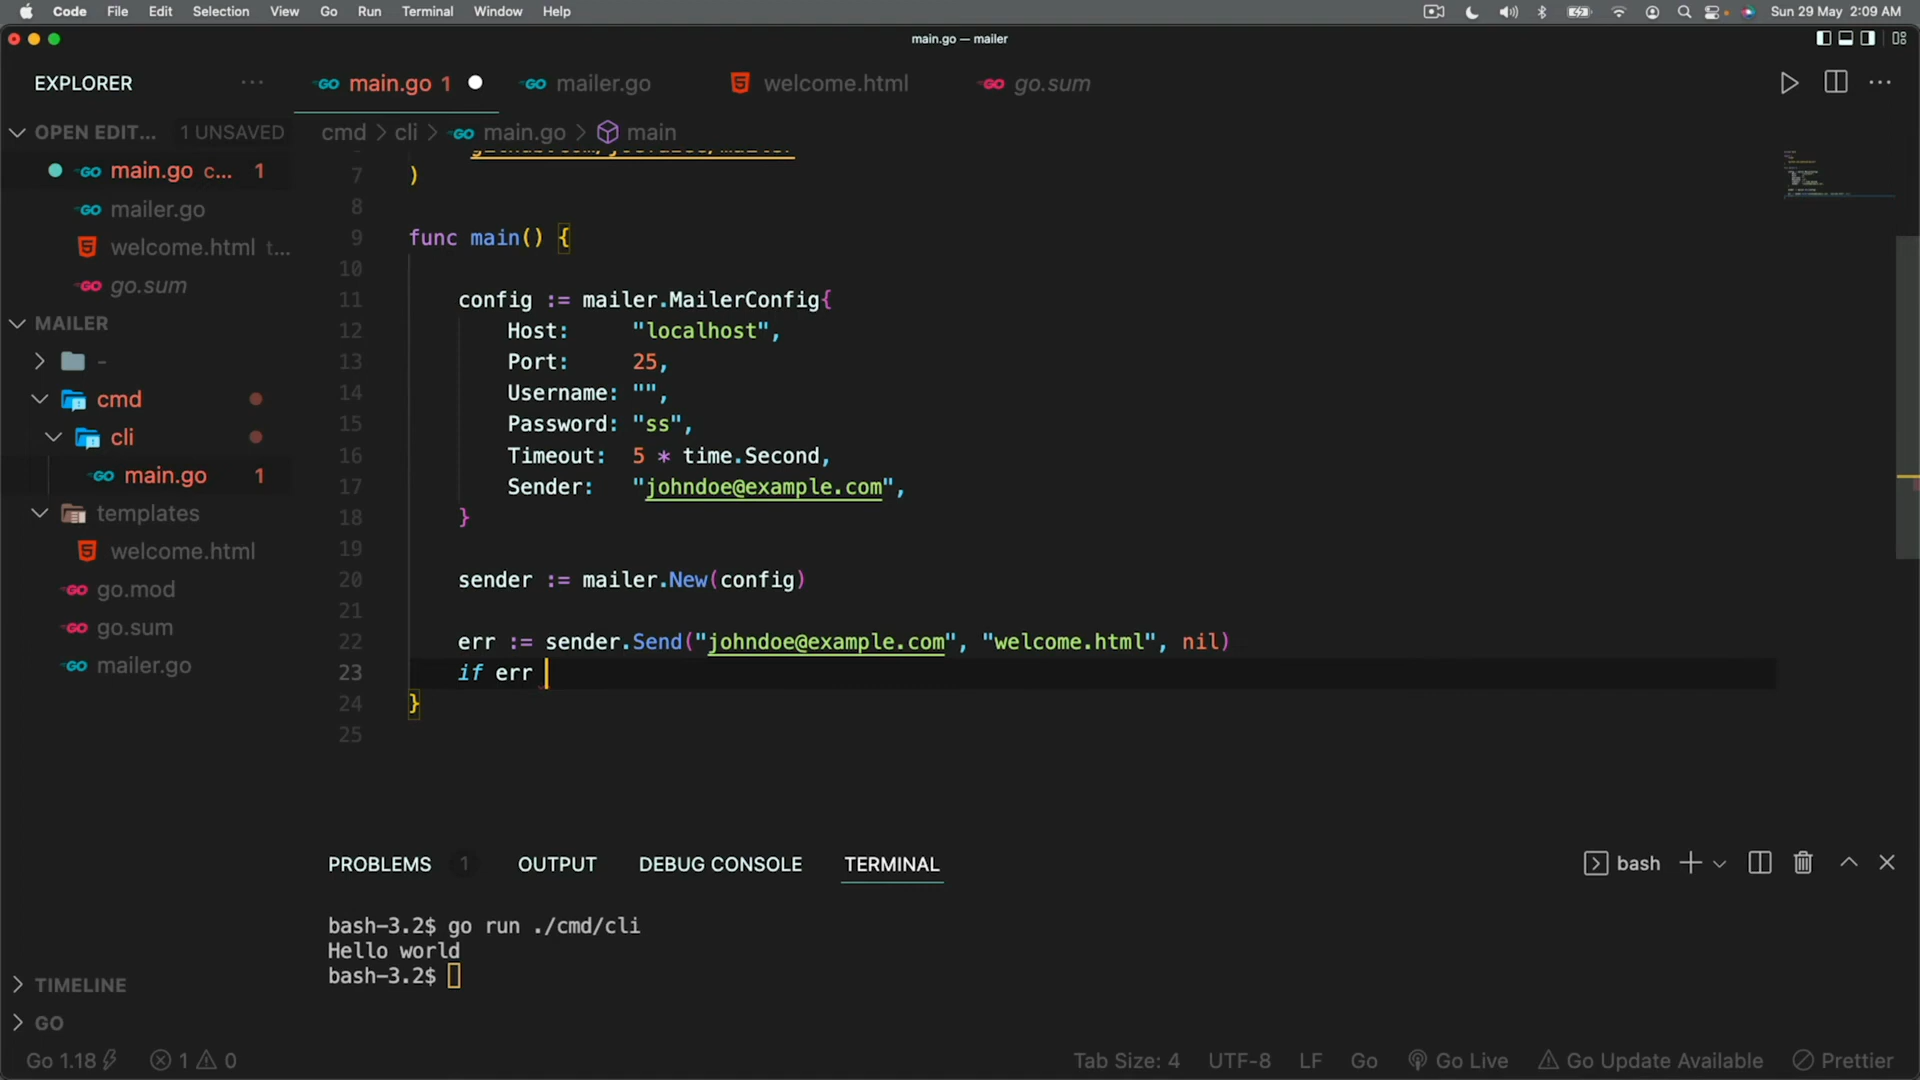 Code File Edit Selection View Go Run Terminal Window Help Sun 29 May 2:09 AM
main.go — mailer
EXPLORER
main.go 1 mailer.go welcome.html go.sum
OPEN EDIT... 1 UNSAVED
main.go c... 1
mailer.go
welcome.html t...
go.sum
MAILER
-
cmd
cli
main.go 1
templates
welcome.html
go.mod
go.sum
mailer.go
TIMELINE
GO
cmd > cli > main.go > main
7 )
8
9 func main() {
10
11 config := mailer.MailerConfig{
12 Host: "localhost",
13 Port: 25,
14 Username: "",
15 Password: "ss",
16 Timeout: 5 * time.Second,
17 Sender: "johndoe@example.com",
18 }
19
20 sender := mailer.New(config)
21
22 err := sender.Send("johndoe@example.com", "welcome.html", nil)
23 if err
24 }
25
PROBLEMS 1 OUTPUT DEBUG CONSOLE TERMINAL bash
bash-3.2$ go run ./cmd/cli
Hello world
bash-3.2$
Go 1.18 1 0 Tab Size: 4 UTF-8 LF Go Go Live Go Update Available Prettier